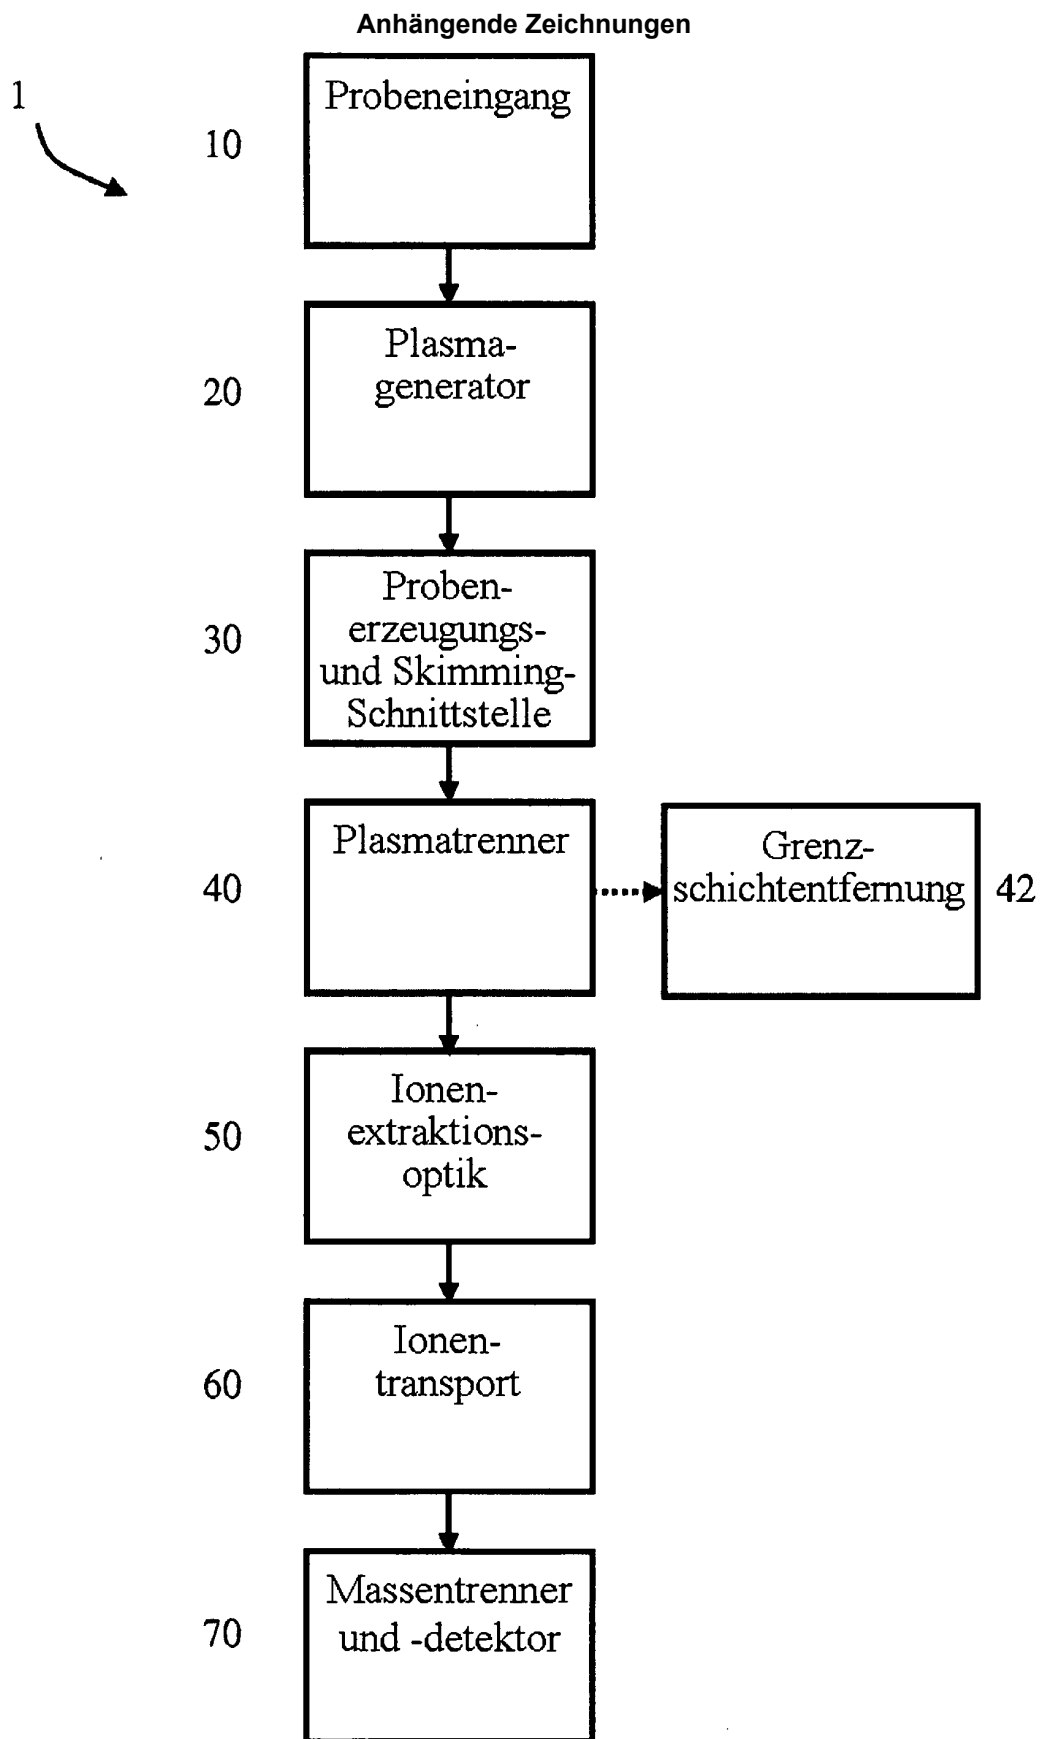 Anhängende Zeichnungen
1
10
Probeneingang
20
Plasma-
generator
30
Proben-
erzeugungs-
und Skimming-
Schnittstelle
40
Plasmatrenner
Grenz-
schichtentfernung
42
50
Ionen-
extraktions-
optik
60
Ionen-
transport
70
Massentrenner
und -detektor